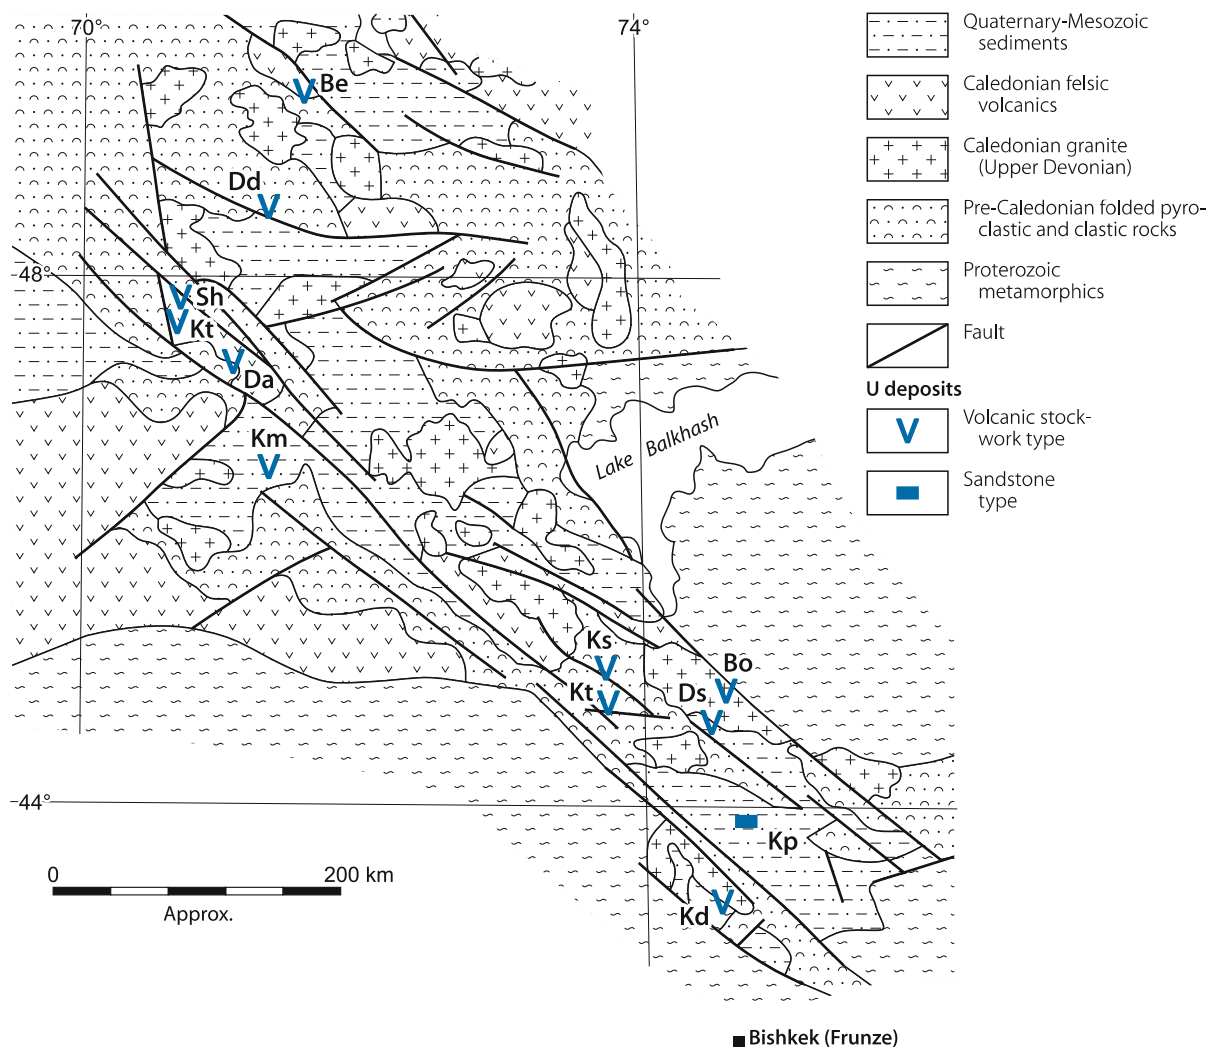 70°
74°
Be
Dd
48°
Sh
Kt
Da
Km
Lake Balkhash
Ks
Bo
Kt
Ds
44°
Kp
Kd
0
200 km
Approx.
Bishkek (Frunze)
Quaternary-Mesozoic
sediments
Caledonian felsic
volcanics
Caledonian granite
(Upper Devonian)
Pre-Caledonian folded pyro-
clastic and clastic rocks
Proterozoic
metamorphics
Fault
U deposits
Volcanic stock-
work type
Sandstone
type